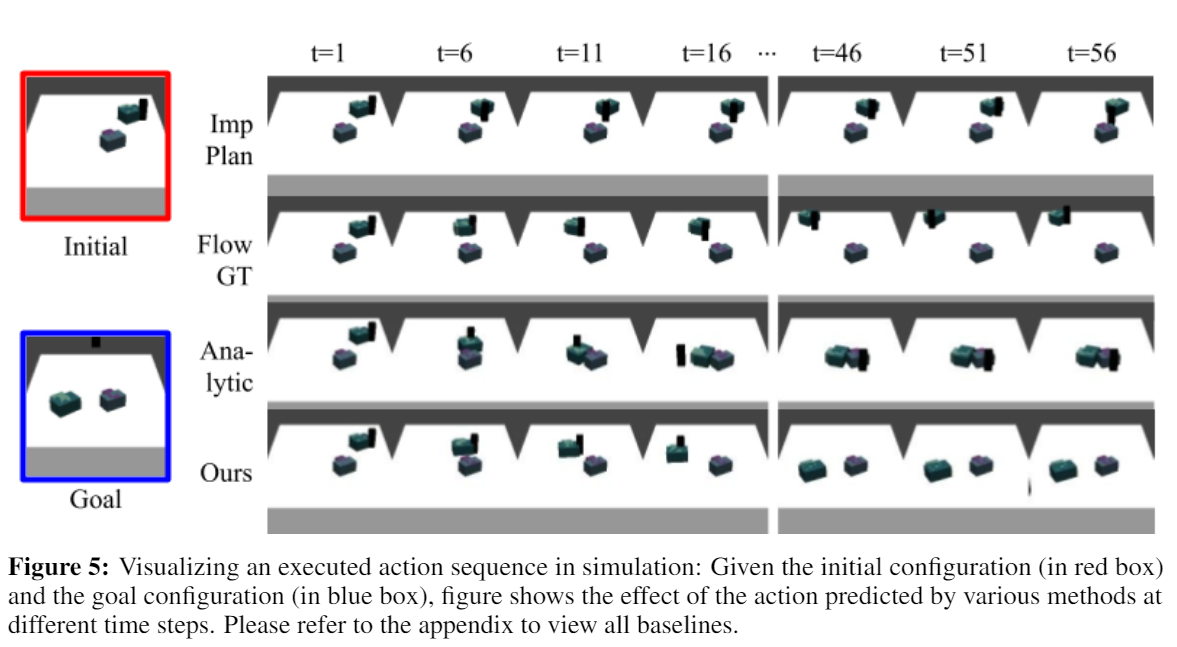 t=1 t=6 t=11 t=16 ... t=46 t=51 t=56
Initial
Goal
Imp
Plan
Flow
GT
Ana-
lytic
Ours
Figure 5: Visualizing an executed action sequence in simulation: Given the initial configuration (in red box)
and the goal configuration (in blue box), figure shows the effect of the action predicted by various methods at
different time steps. Please refer to the appendix to view all baselines.